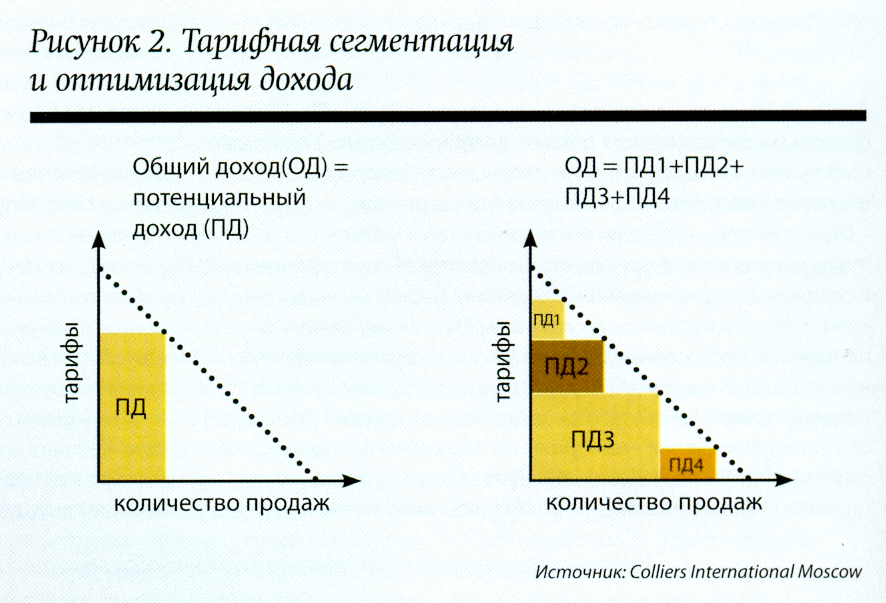 Рисунок 2. Тарифная сегментация
и оптимизация дохода
Общий доход(ОД) =
потенциальный
доход (ПД)
тарифы
ПД
количество продаж
ОД = ПД1+ПД2+
ПД3+ПД4
тарифы
ПД1
ПД2
ПД3
ПД4
количество продаж
Источник: Colliers International Moscow